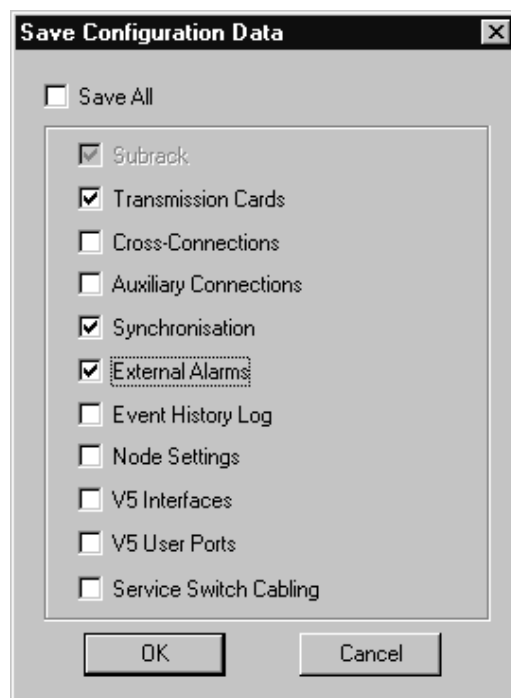 Save Configuration Data
Save All
Subrack
Transmission Cards
Cross-Connections
Auxiliary Connections
Synchronisation
External Alarms
Event History Log
Node Settings
V5 Interfaces
V5 User Ports
Service Switch Cabling
OK Cancel